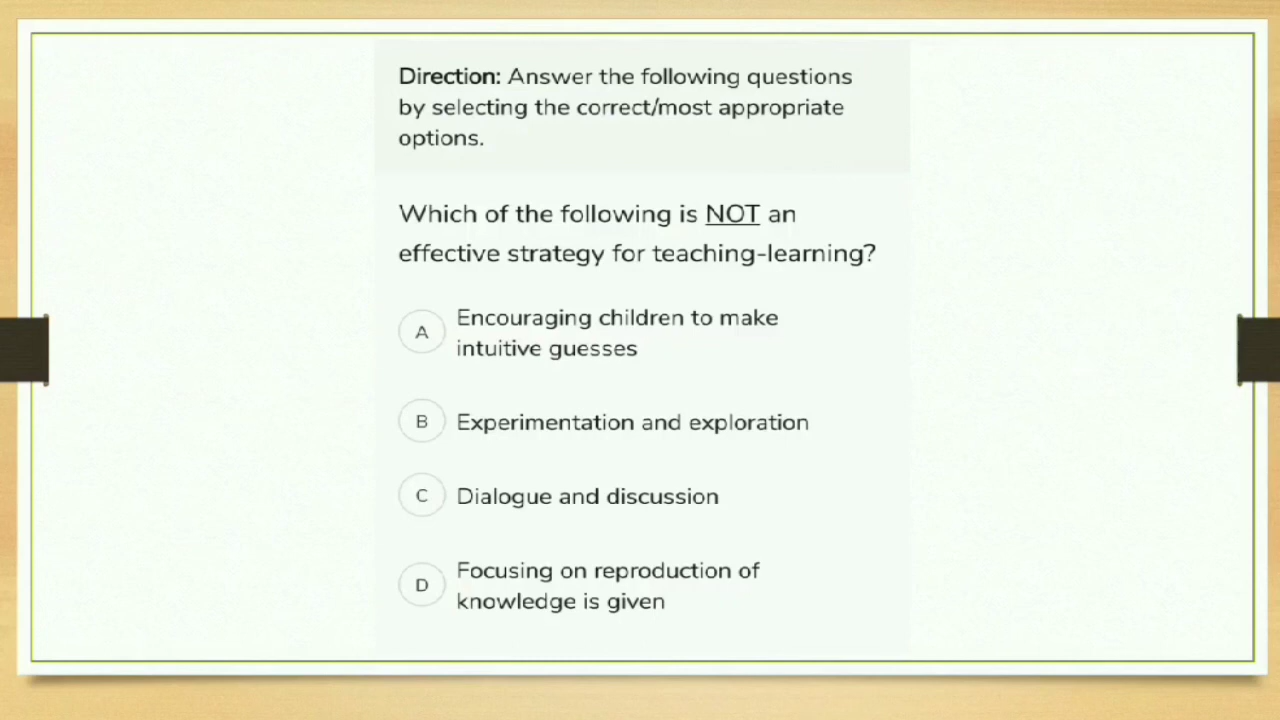 Direction: Answer the following questions
by selecting the correct/most appropriate
options.
Which of the following is NOT an
effective strategy for teaching-learning?
A
Encouraging children to make
intuitive guesses
B Experimentation and exploration
C Dialogue and discussion
D
Focusing on reproduction of
knowledge is given